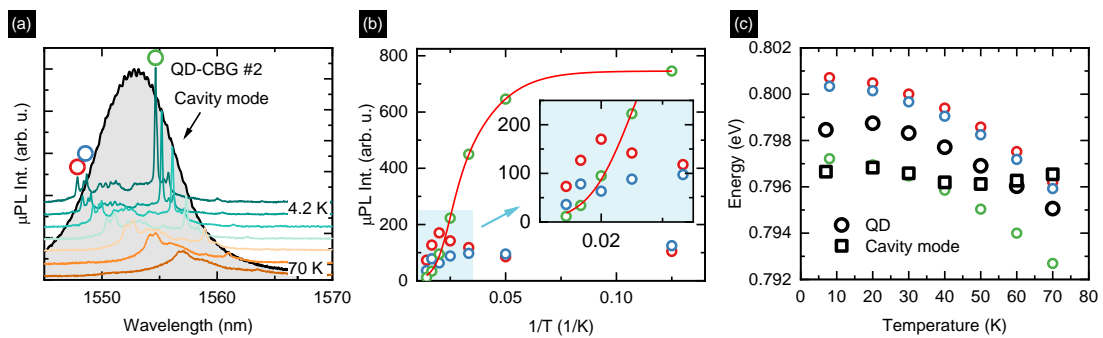 (a)
QD-CBG #2
Cavity mode
4.2 K
70 K
µPL Int. (arb. u.)
1550
1560
1570
Wavelength (nm)
(b)
800
600
400
200
0
µPL Int. (arb. u.)
200
100
0
0.02
0.05
0.10
1/T (1/K)
(c)
0.802
0.800
0.798
0.796
0.794
0.792
Energy (eV)
QD
Cavity mode
0 10 20 30 40 50 60 70 80
Temperature (K)